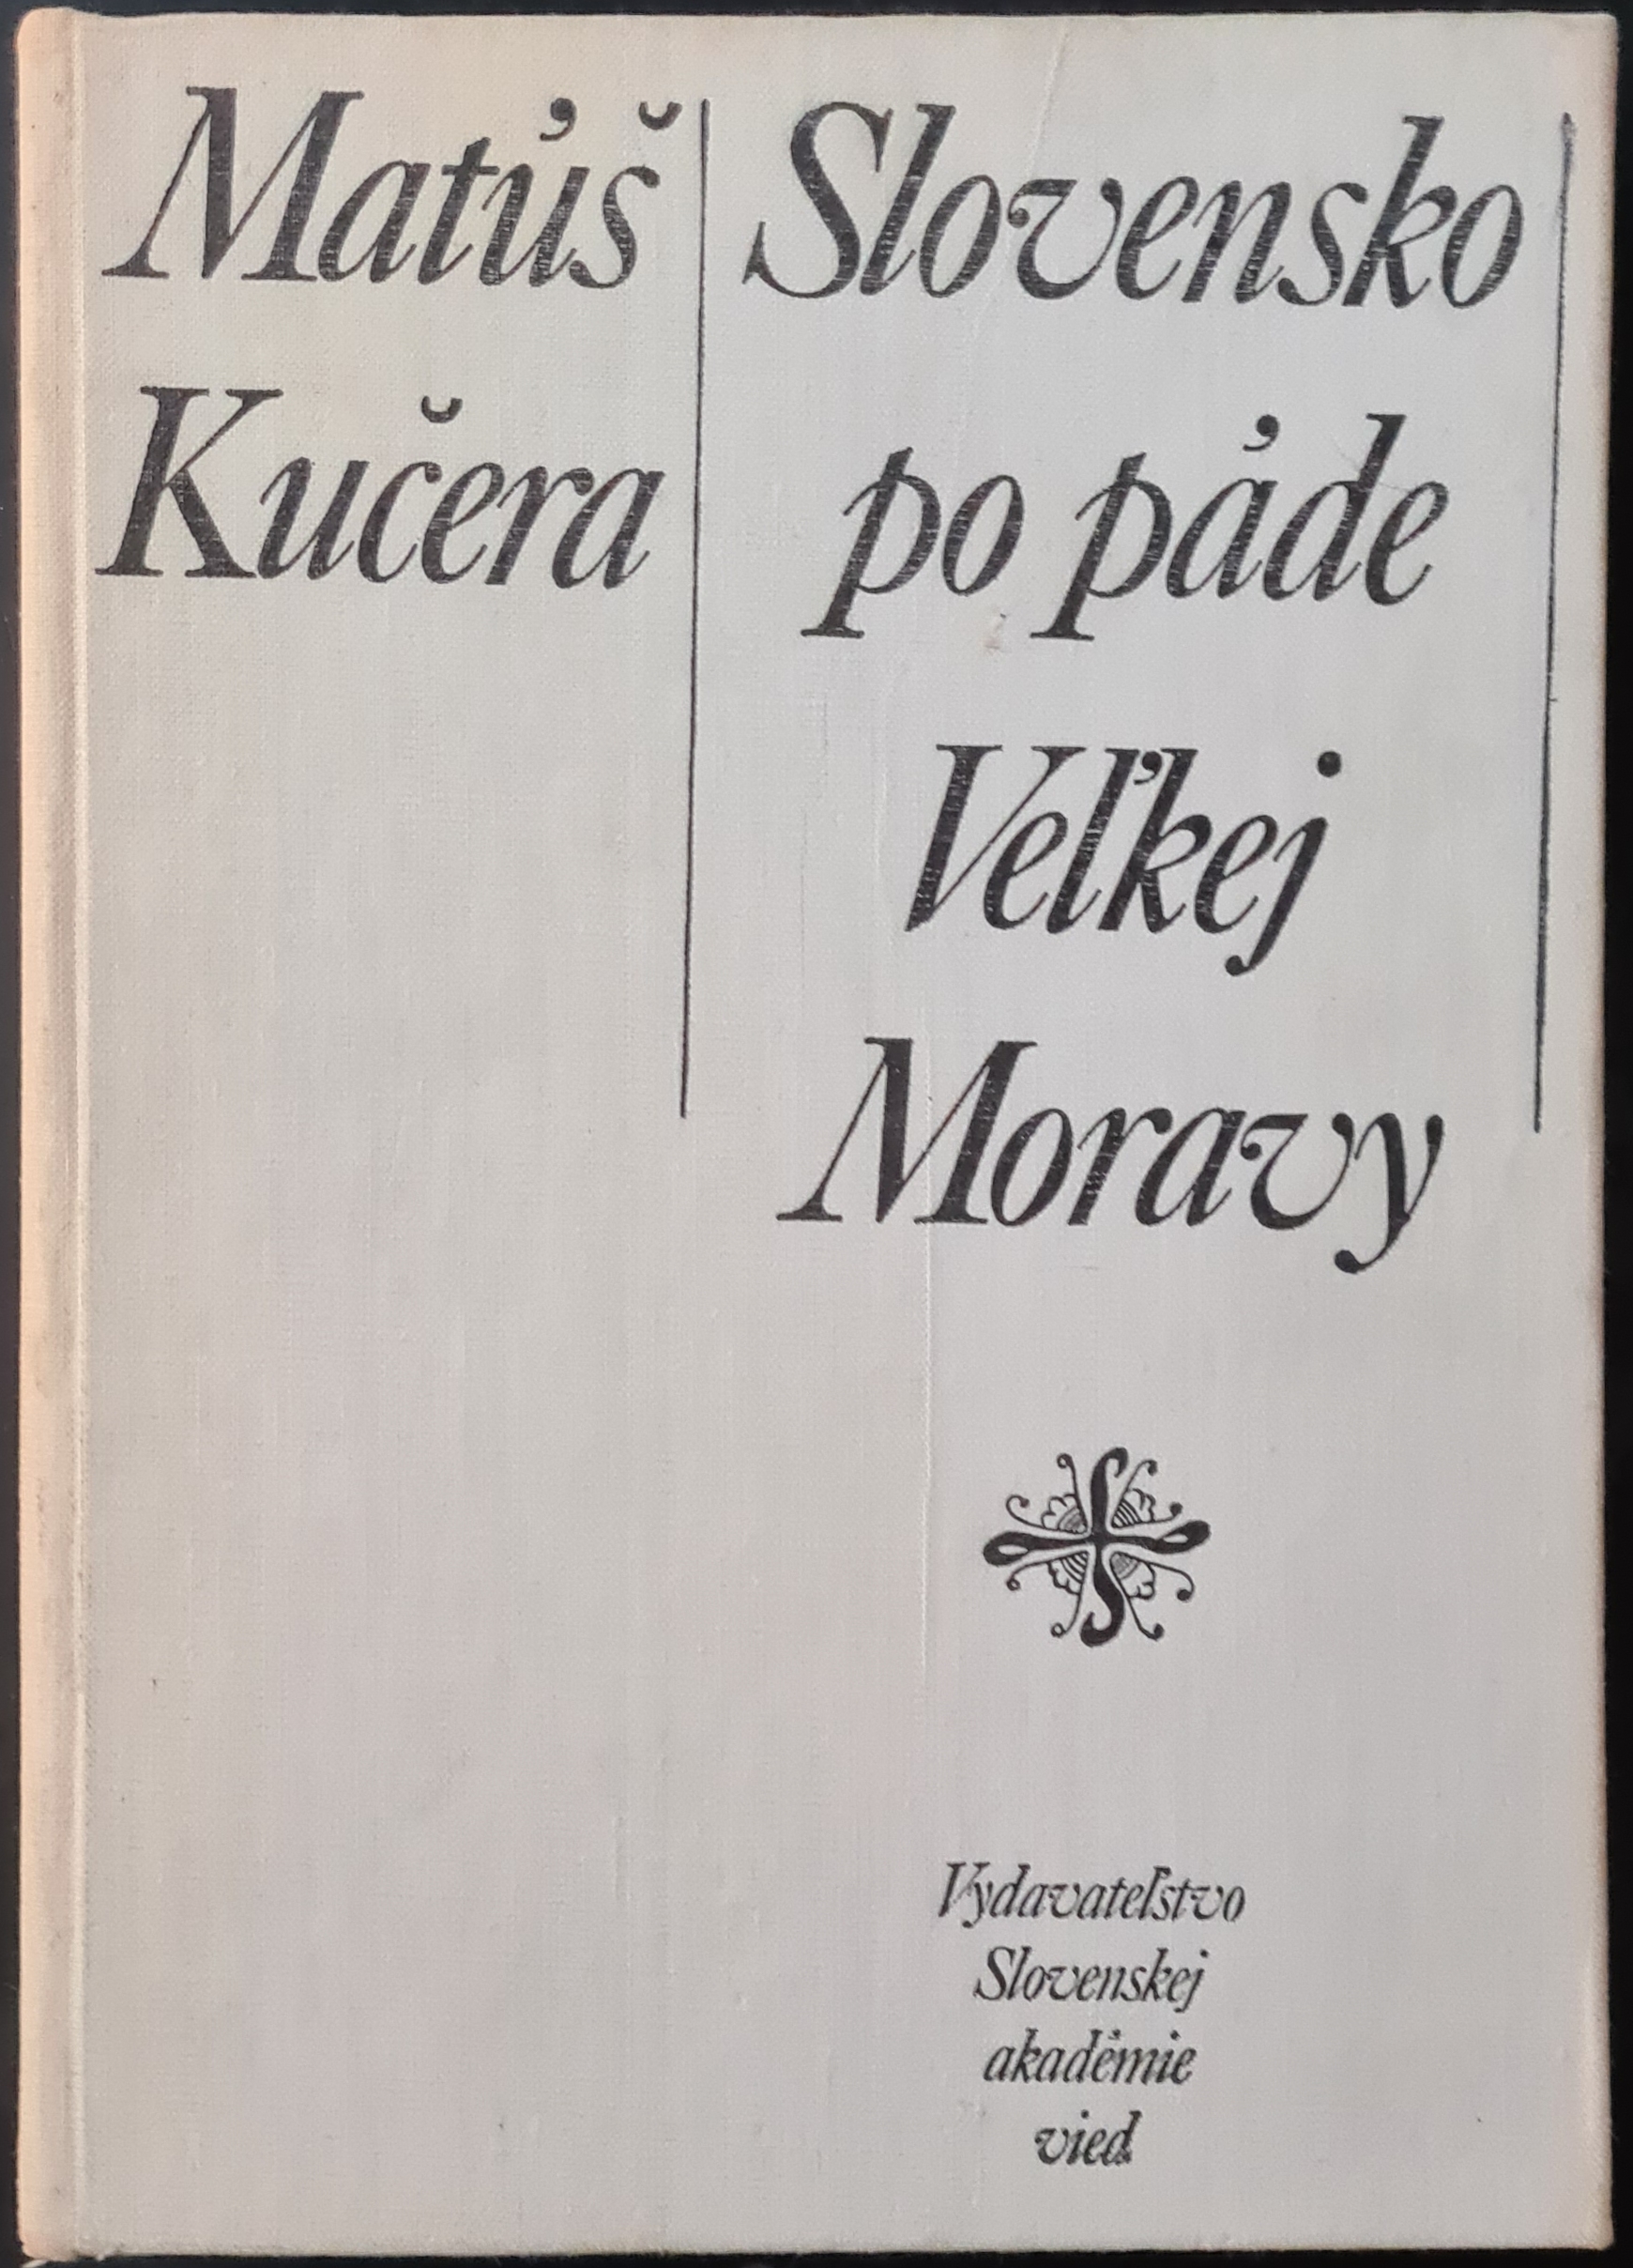 Matúš
Kučera
Slovensko
po páde
Veľkej
Moravy
Vydavateľstvo
Slovenskej
akadémie
vied